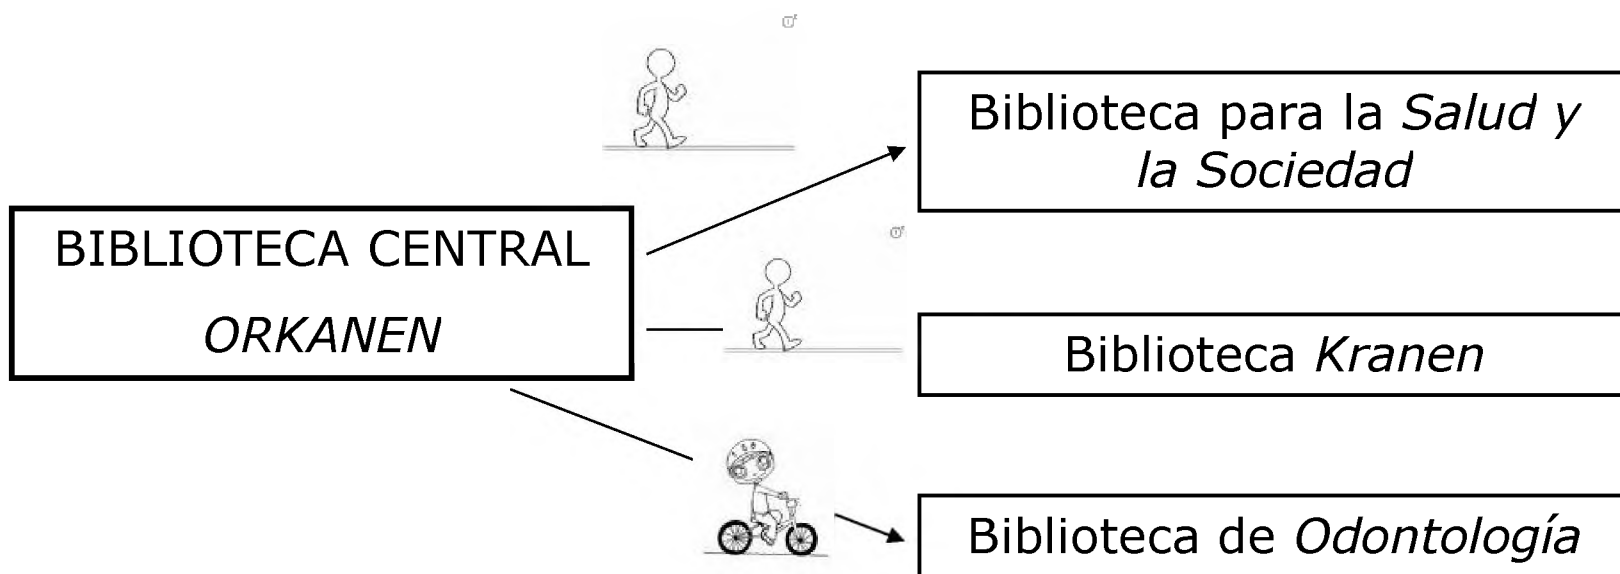 BIBLIOTECA CENTRAL
ORKANEN
Biblioteca para la Salud y
la Sociedad
Biblioteca Kranen
Biblioteca de Odontología